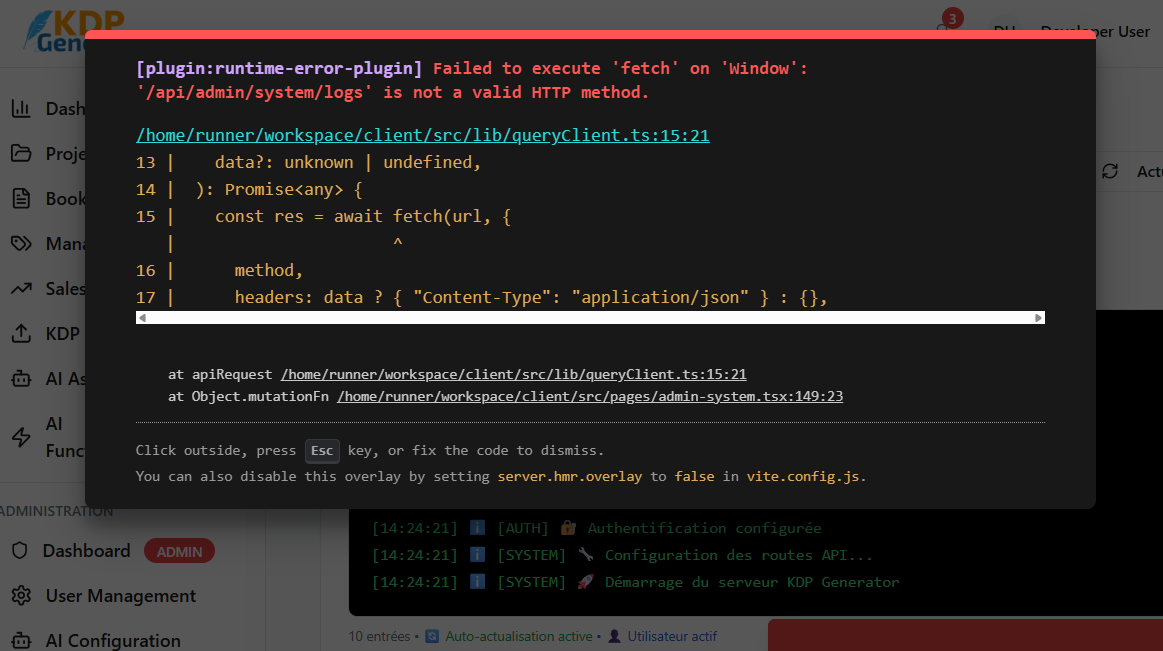 KDP
Gene
3
Developer User
[plugin:runtime-error-plugin] Failed to execute 'fetch' on 'Window':
'/api/admin/system/logs' is not a valid HTTP method.
/home/runner/workspace/client/src/lib/queryClient.ts:15:21
13 |    data?: unknown | undefined,
14 |  ): Promise<any> {
15 |    const res = await fetch(url, {
   |                      ^
16 |      method,
17 |      headers: data ? { "Content-Type": "application/json" } : {},
at apiRequest /home/runner/workspace/client/src/lib/queryClient.ts:15:21
at Object.mutationFn /home/runner/workspace/client/src/pages/admin-system.tsx:149:23
Click outside, press Esc key, or fix the code to dismiss.
You can also disable this overlay by setting server.hmr.overlay to false in vite.config.js.
Dash
Proje
Book
Mana
Sales
KDP
AI As
AI
Func
Actu
ADMINISTRATION
Dashboard ADMIN
User Management
AI Configuration
[14:24:21] ℹ️ [AUTH] 🔐 Authentification configurée
[14:24:21] ℹ️ [SYSTEM] 🔧 Configuration des routes API...
[14:24:21] ℹ️ [SYSTEM] 🚀 Démarrage du serveur KDP Generator
10 entrées • 🔄 Auto-actualisation active • 👤 Utilisateur actif